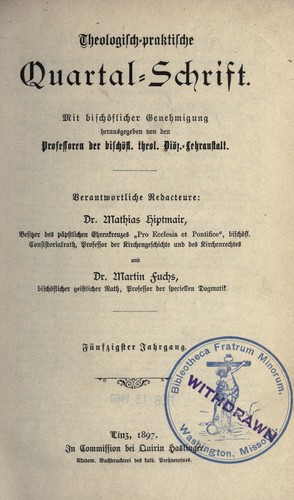 Theologisch-praktische
Quartal-Schrift.
Mit bischöflicher Genehmigung
herausgegeben von den
Professoren der bischöfl. theol. Diöz.-Lehranstalt.
Verantwortliche Redacteure:
Dr. Mathias Hiptmair,
Besitzer des päpstlichen Ehrenkreuzes „Pro Ecclesia et Pontifice“, bischöfl.
Consistorialrath, Professor der Kirchengeschichte und des Kirchenrechtes
und
Dr. Martin Fuchs,
bischöflicher geistlicher Rath, Professor der speciellen Dogmatik.
Fünfzigster Jahrgang.
Bibliotheca Fratrum Minorum,
WITHDRAWN
Washington, Missouri
Linz, 1897.
In Commission bei Quirin Haslinger
Akadem. Buchdruckerei des kath. Pressvereines.